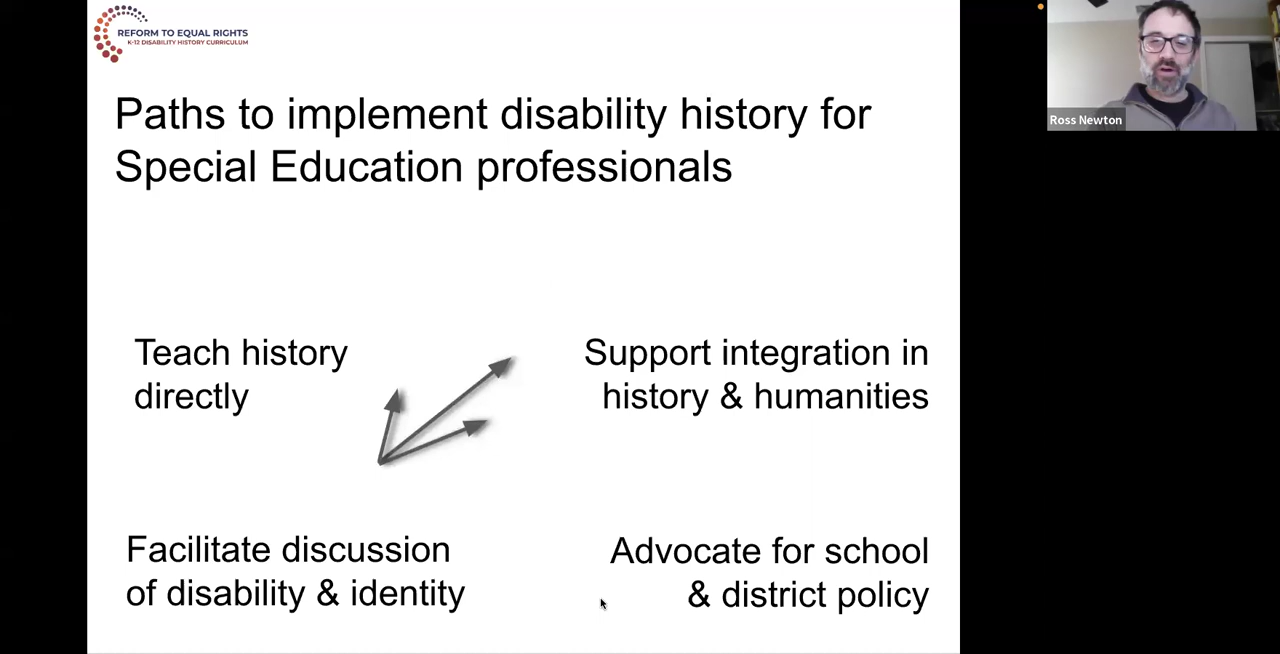 REFORM TO EQUAL RIGHTS
K-12 DISABILITY HISTORY CURRICULUM
Ross Newton
Paths to implement disability history for
Special Education professionals
Teach history
directly
Support integration in
history & humanities
Facilitate discussion
of disability & identity
Advocate for school
& district policy